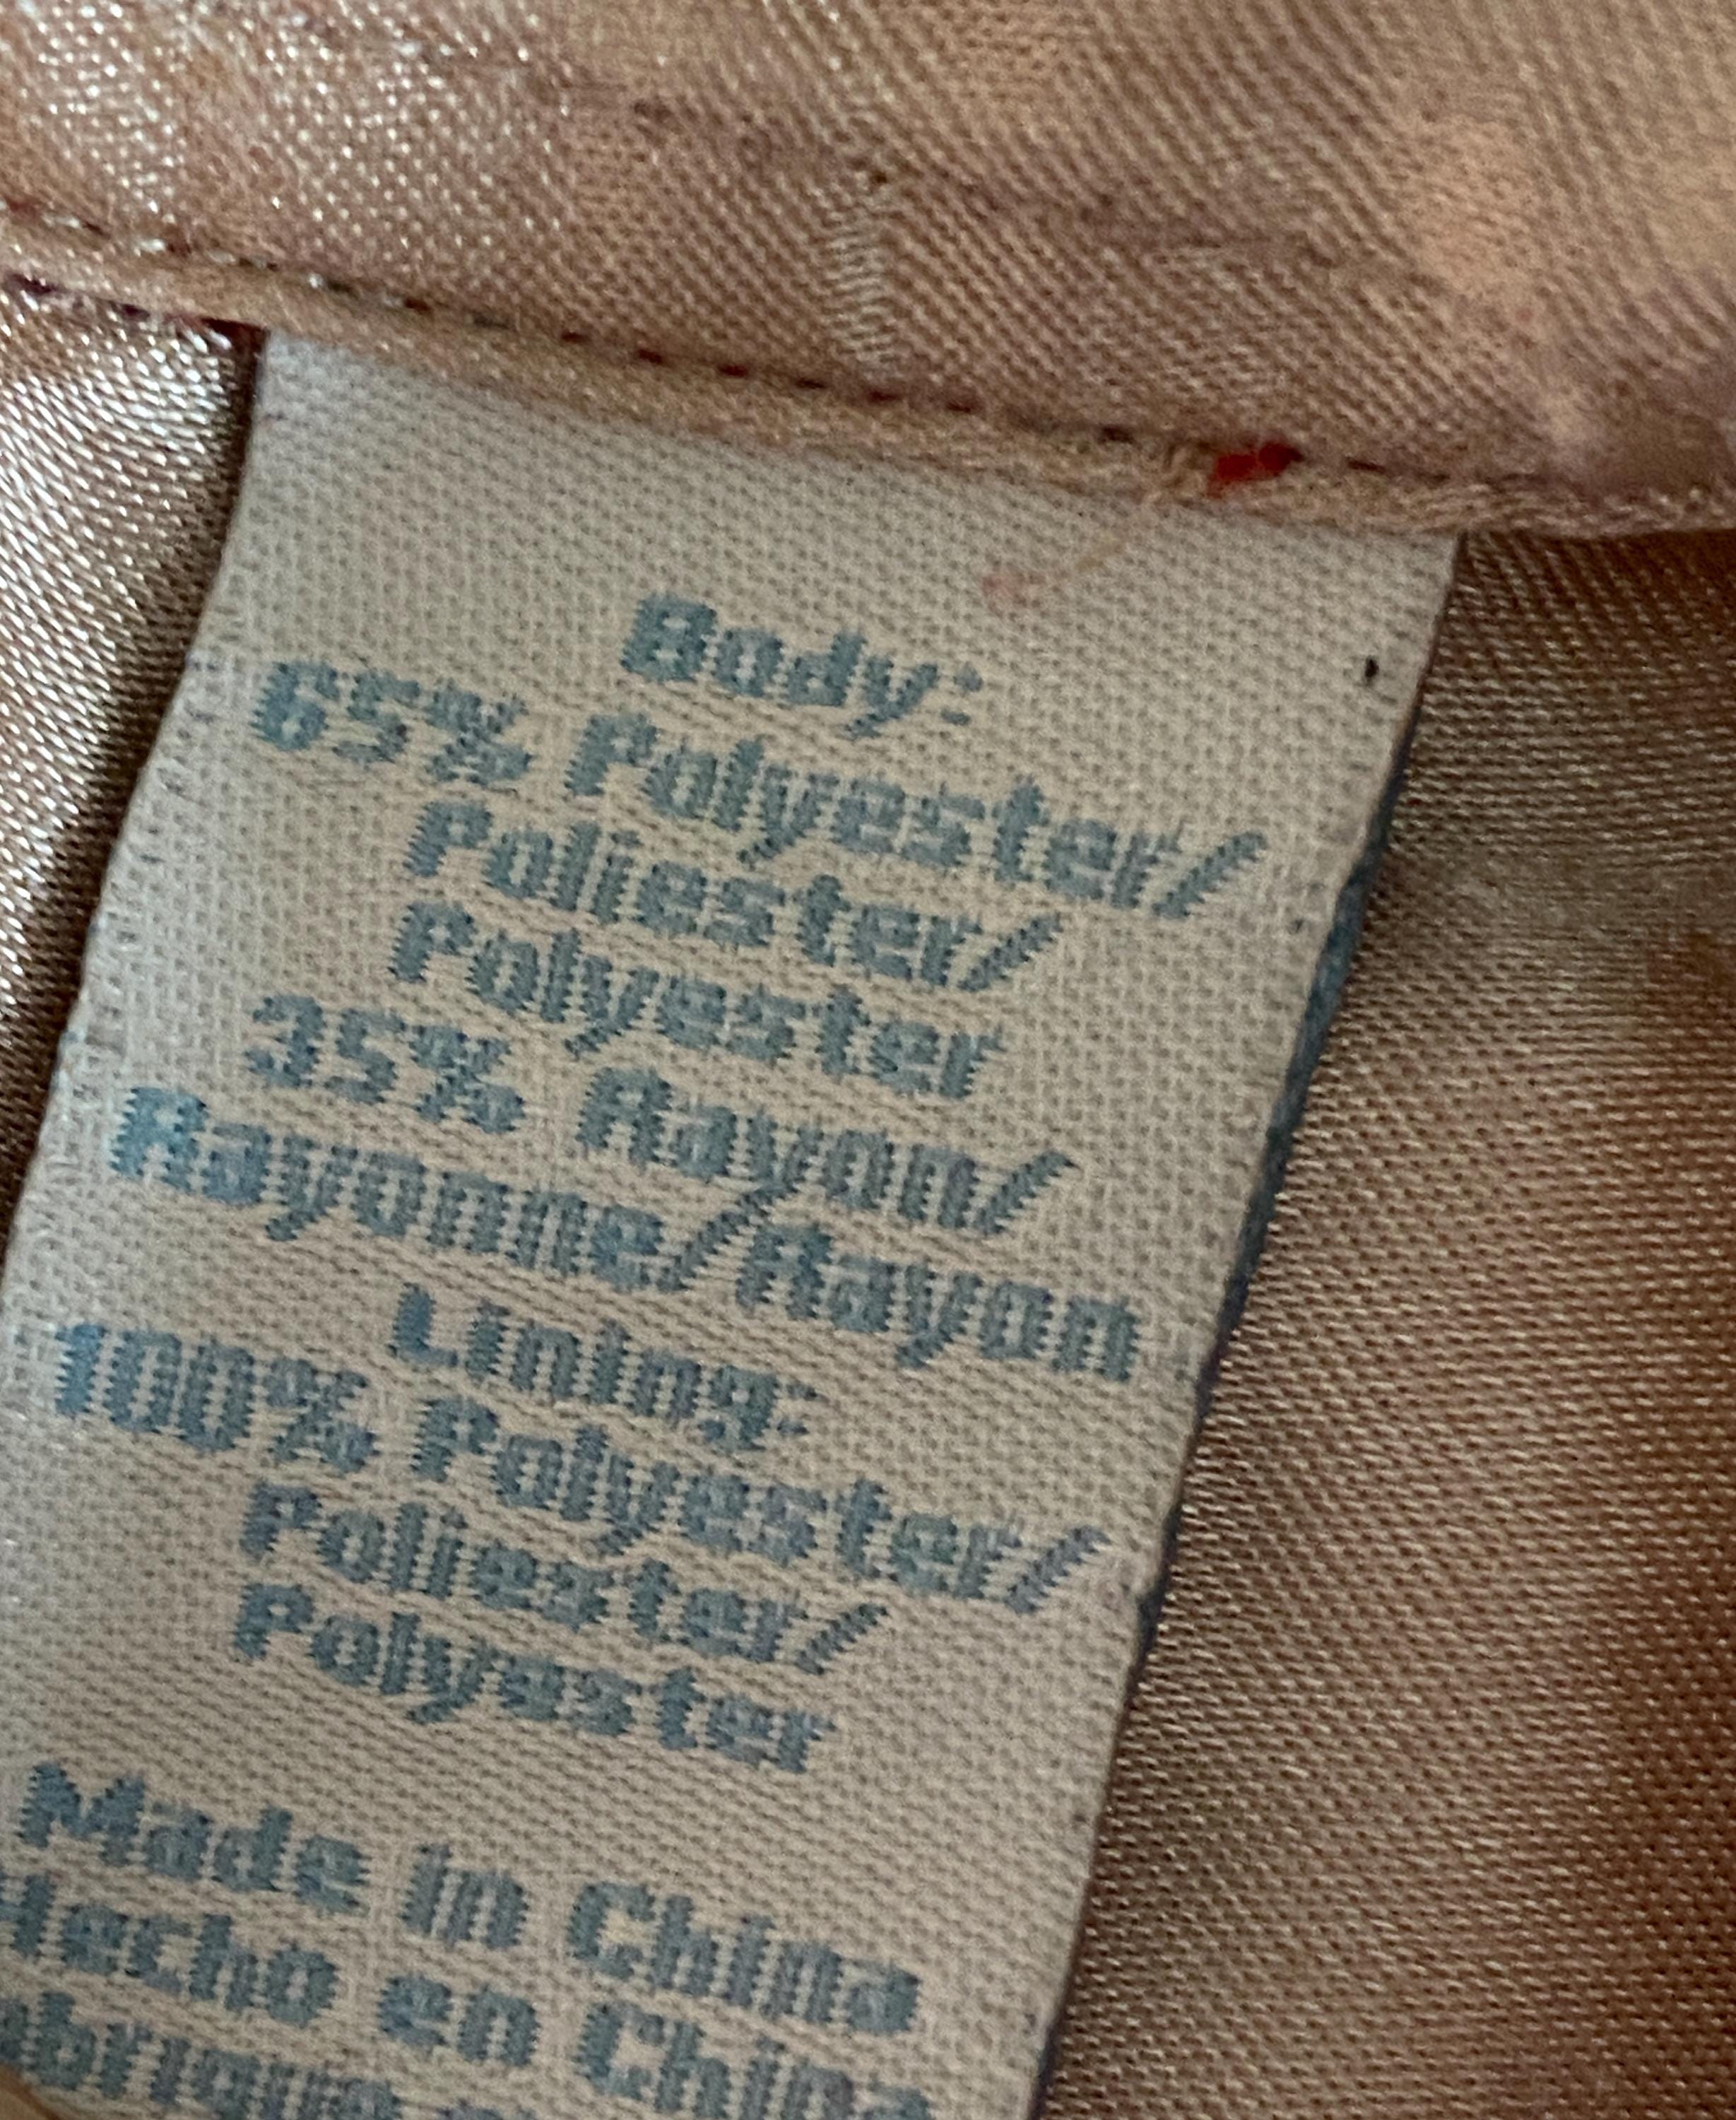 Body:
65% Polyester/
Poliester/
Polyester
35% Rayon/
Rayonne/Rayon
Lining:
100% Polyester/
Poliester/
Polyester
Made in China
Hecho en China